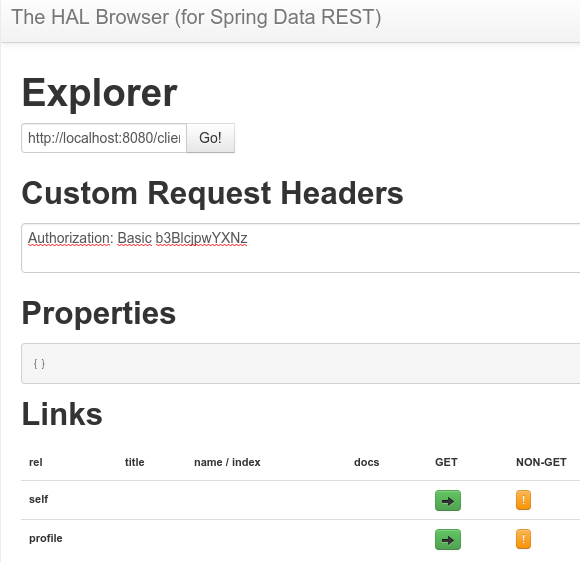 The HAL Browser (for Spring Data REST)
Explorer
http://localhost:8080/clien Go!
Custom Request Headers
Authorization: Basic b3BlcjpwYXNz
Properties
{ }
Links
rel title name / index docs GET NON-GET
self !
profile !